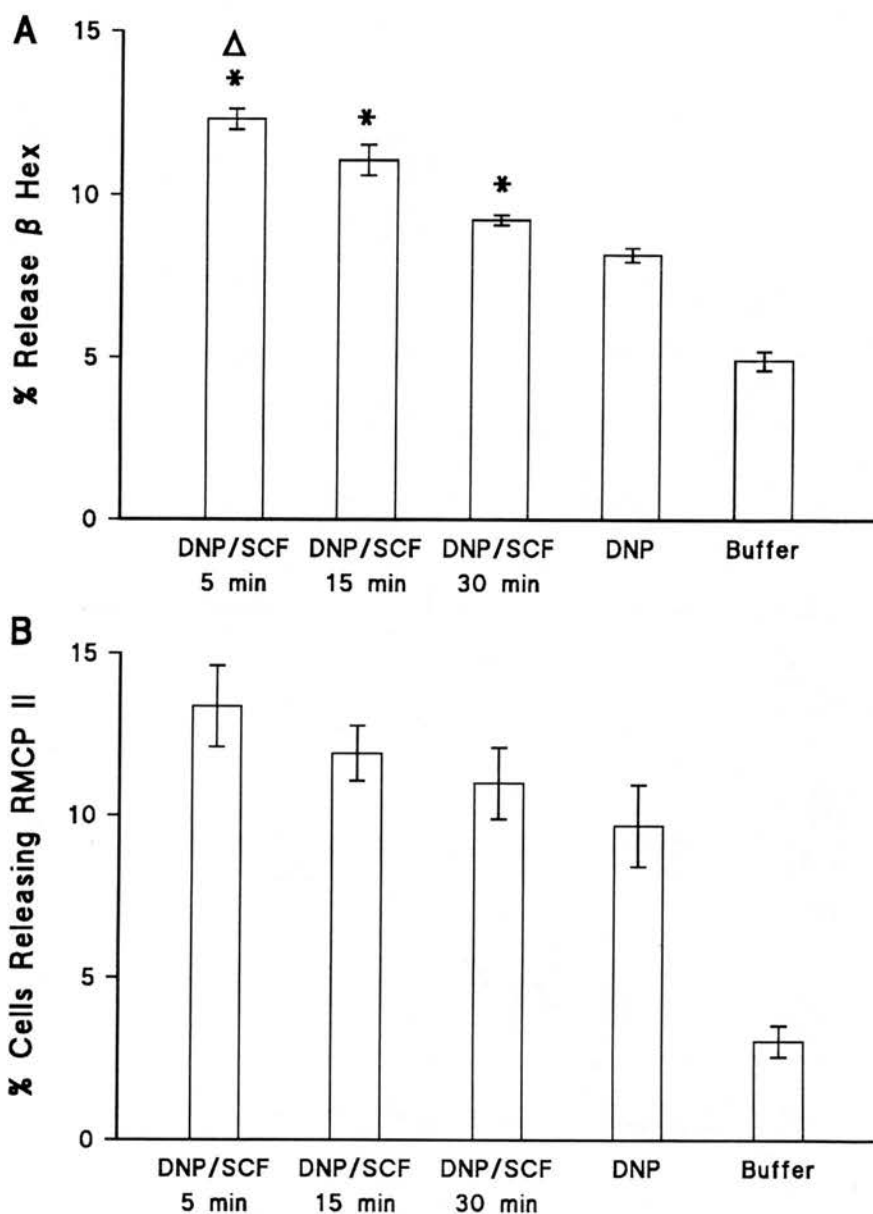 A
15
Δ
*
*
*
10
5
0
% Release β Hex
DNP/SCF DNP/SCF DNP/SCF DNP Buffer
5 min 15 min 30 min
B
15
10
5
0
% Cells Releasing RMCP II
DNP/SCF DNP/SCF DNP/SCF DNP Buffer
5 min 15 min 30 min